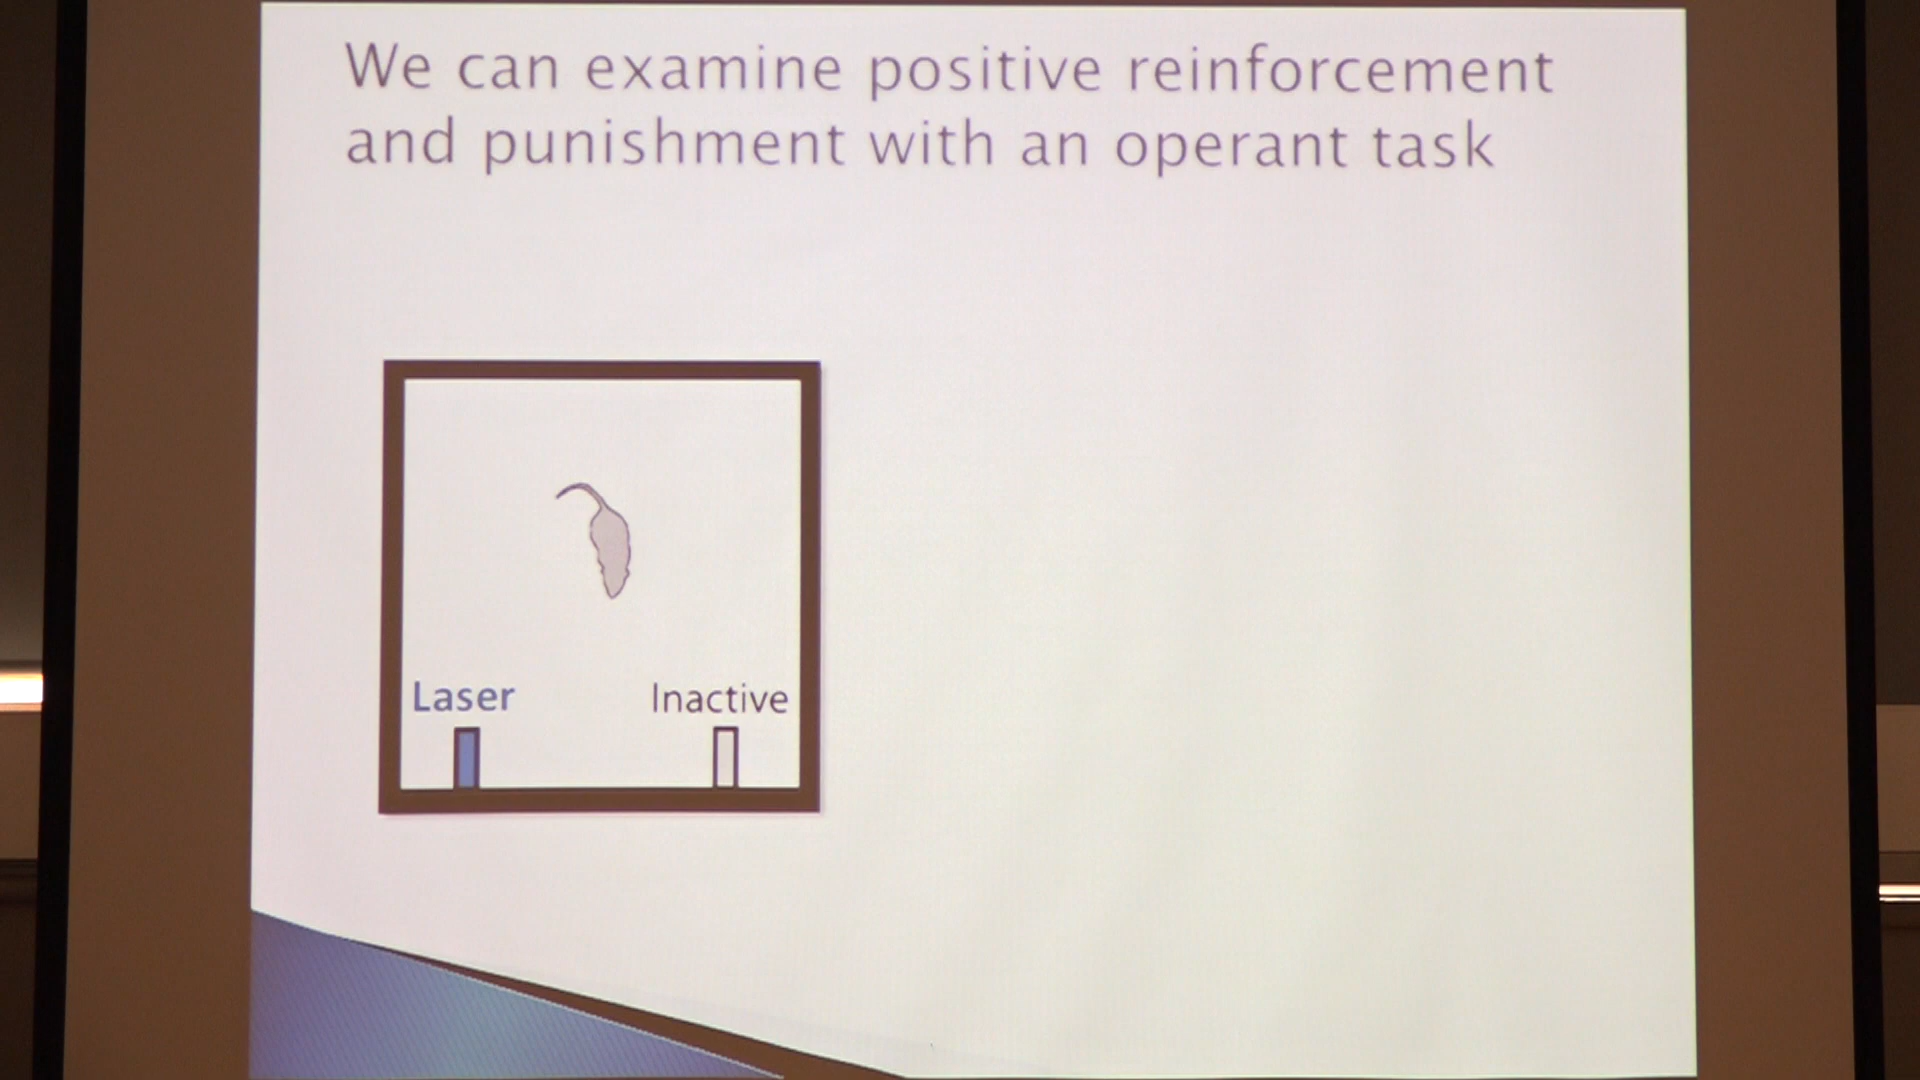 We can examine positive reinforcement
and punishment with an operant task
Laser
Inactive